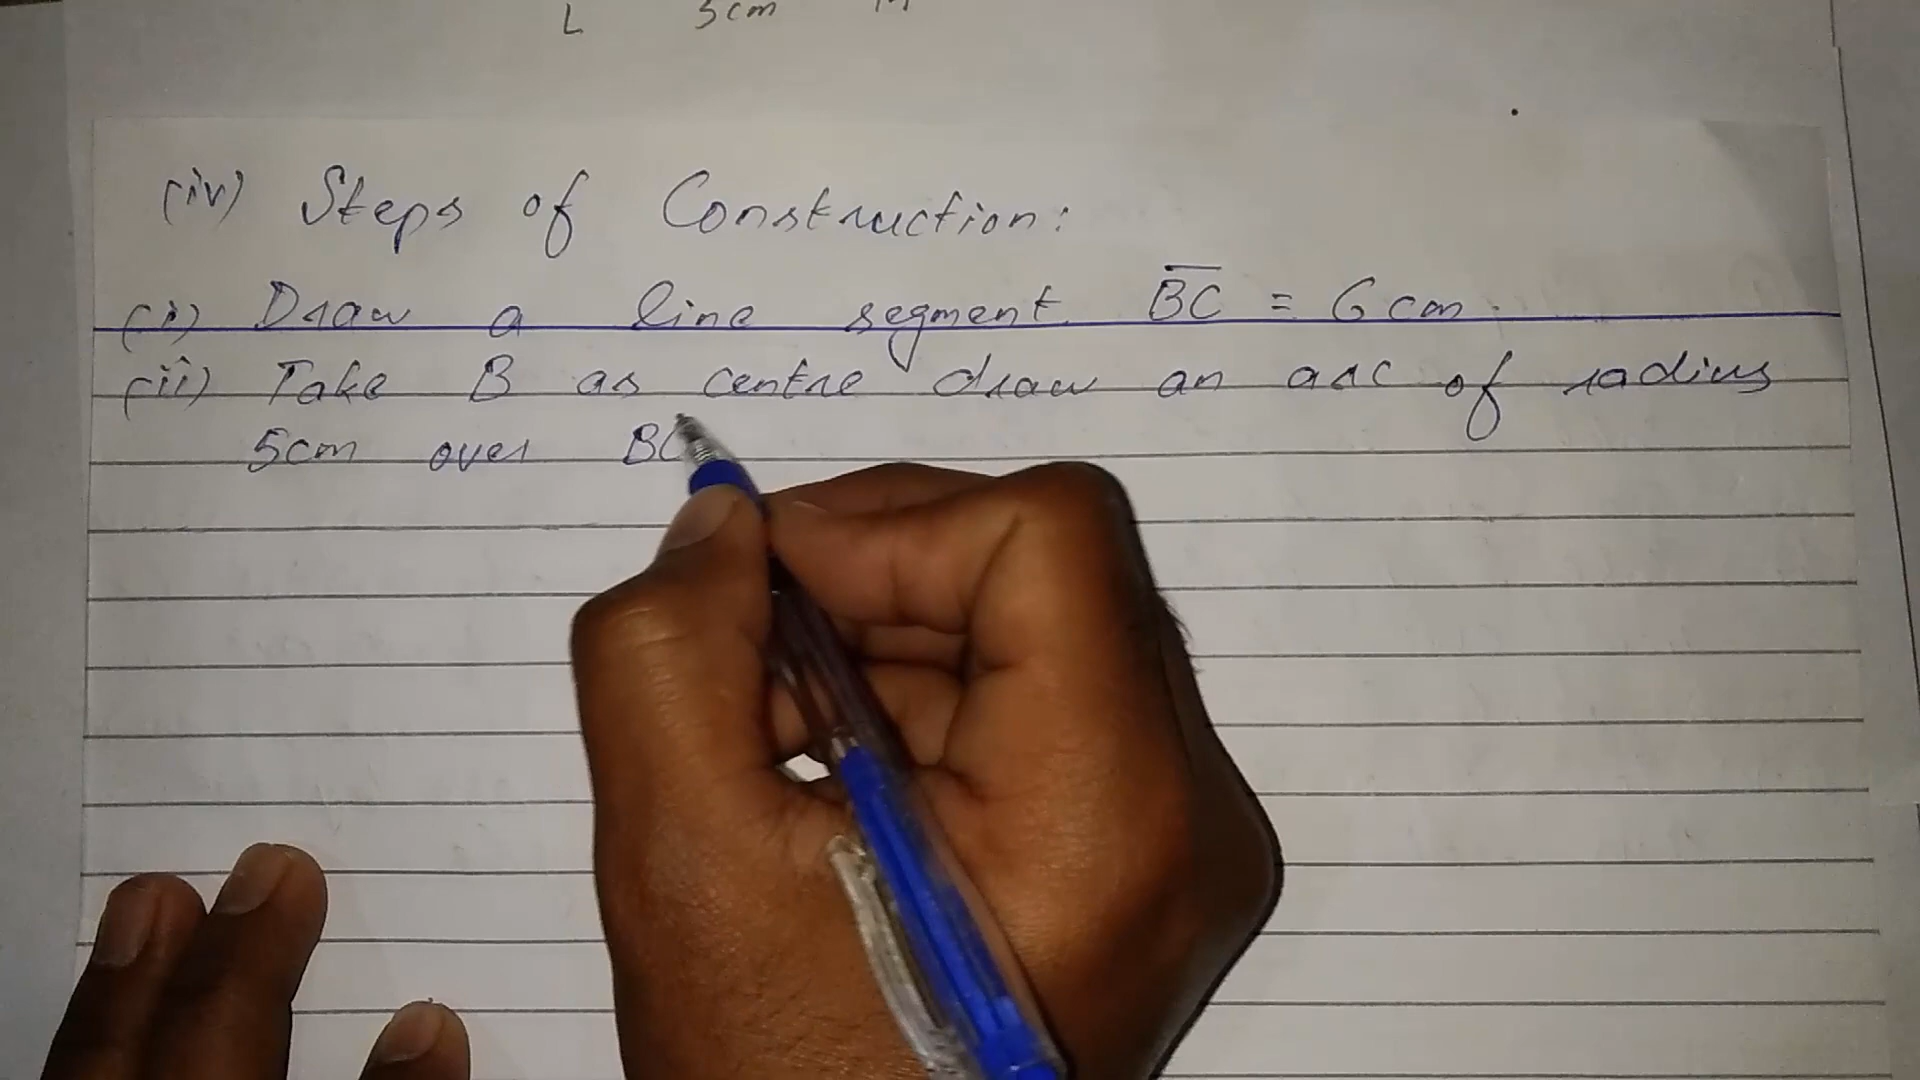 L 5cm M
(iv) Steps of Construction:
(i) Draw a line segment BC = 6cm.
(ii) Take B as centre draw an arc of radius
5cm over BC